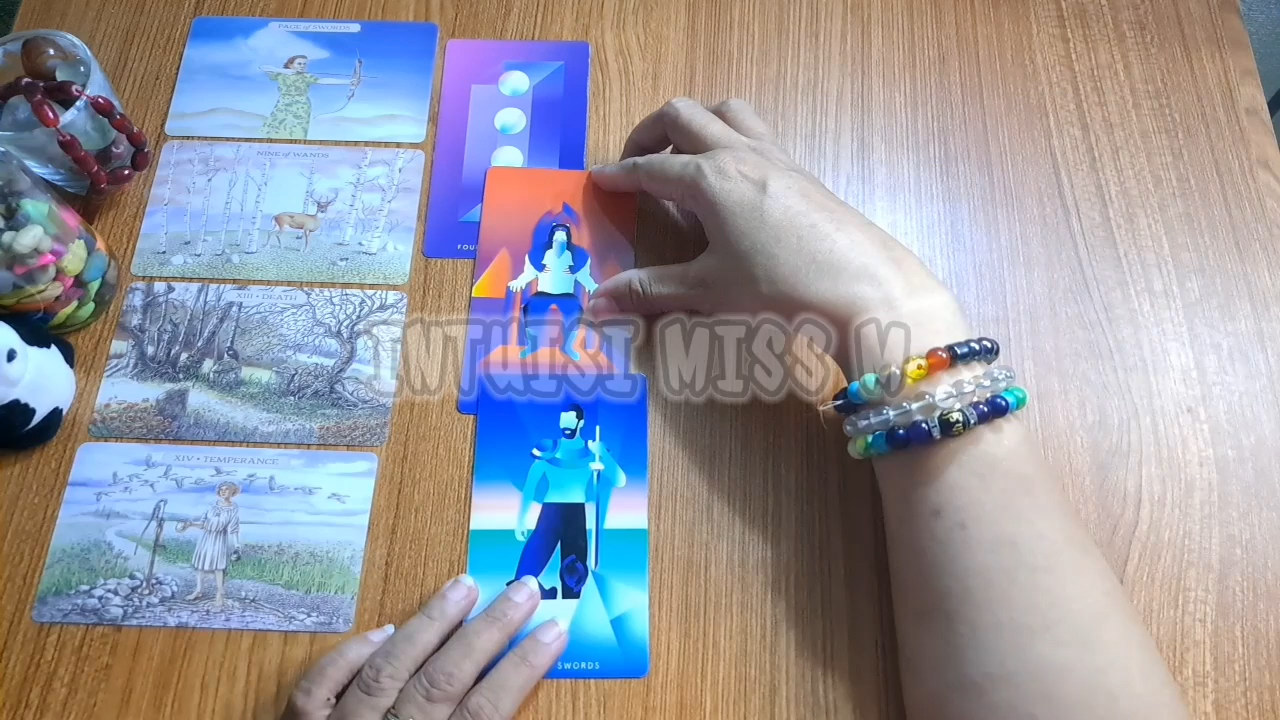 PAGE of SWORDS
NINE of WANDS
XIII • DEATH
XIV • TEMPERANCE
INTUISI MISS M
SWORDS